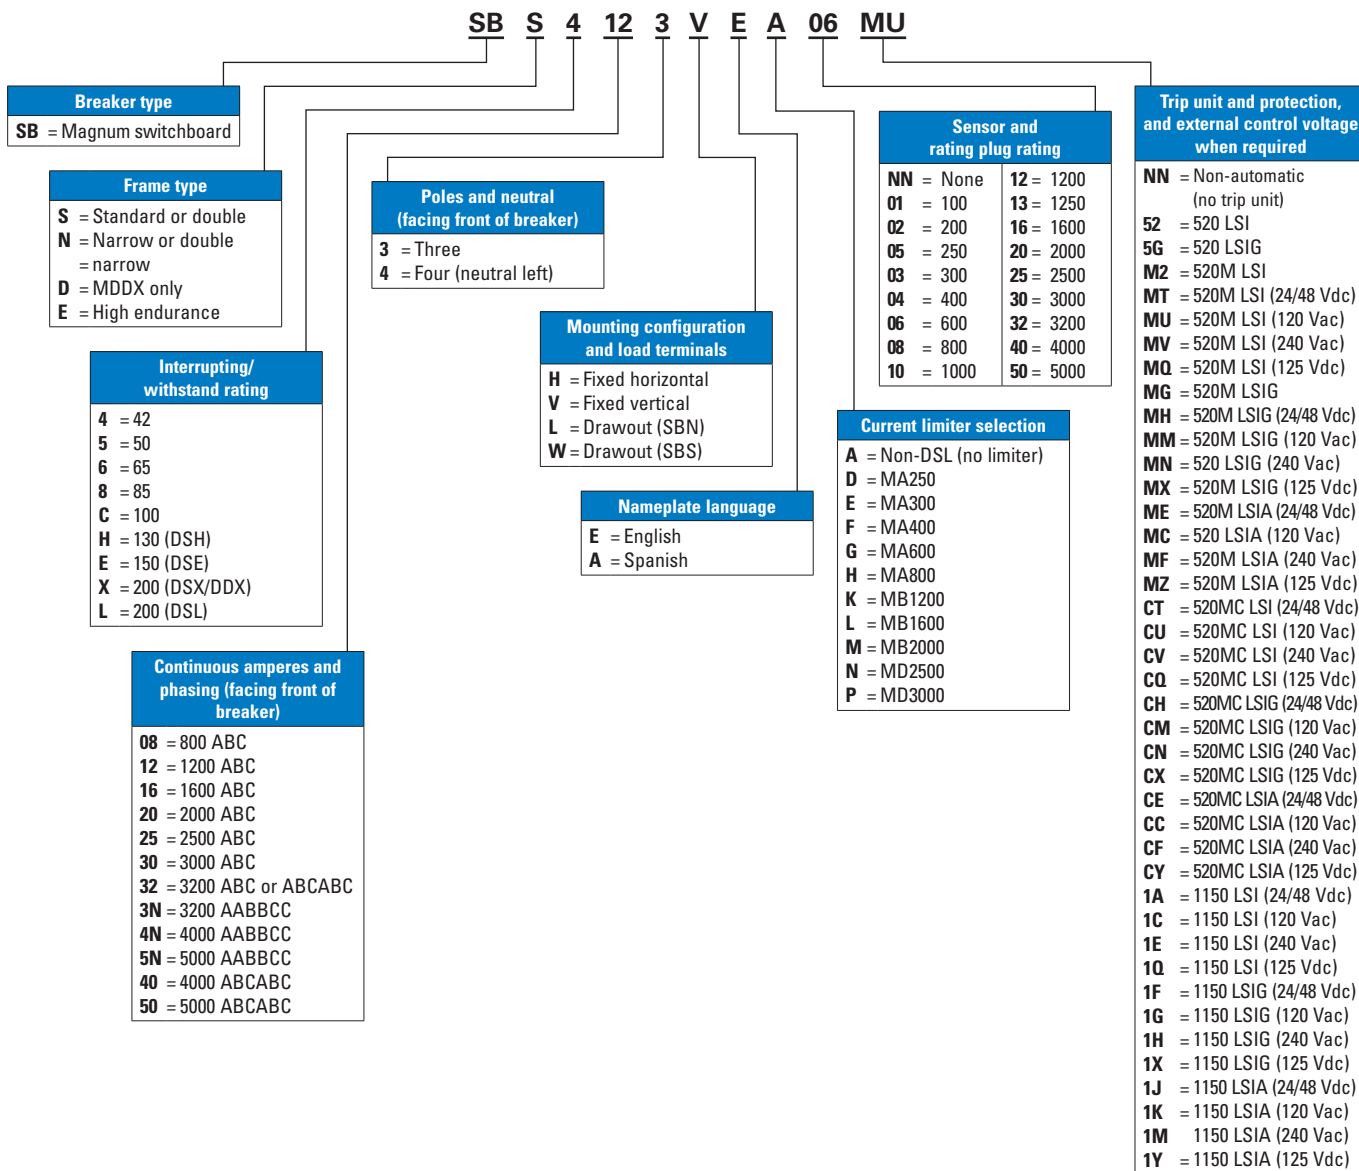 SB S 4 12 3 V E A 06 MU
Breaker type
SB = Magnum switchboard
Frame type
S = Standard or double
N = Narrow or double
= narrow
D = MDDX only
E = High endurance
Interrupting/
withstand rating
4 = 42
5 = 50
6 = 65
8 = 85
C = 100
H = 130 (DSH)
E = 150 (DSE)
X = 200 (DSX/DDX)
L = 200 (DSL)
Continuous amperes and
phasing (facing front of
breaker)
08 = 800 ABC
12 = 1200 ABC
16 = 1600 ABC
20 = 2000 ABC
25 = 2500 ABC
30 = 3000 ABC
32 = 3200 ABC or ABCABC
3N = 3200 AABBCC
4N = 4000 AABBCC
5N = 5000 AABBCC
40 = 4000 ABCABC
50 = 5000 ABCABC
Poles and neutral
(facing front of breaker)
3 = Three
4 = Four (neutral left)
Mounting configuration
and load terminals
H = Fixed horizontal
V = Fixed vertical
L = Drawout (SBN)
W = Drawout (SBS)
Nameplate language
E = English
A = Spanish
Current limiter selection
A = Non-DSL (no limiter)
D = MA250
E = MA300
F = MA400
G = MA600
H = MA800
K = MB1200
L = MB1600
M = MB2000
N = MD2500
P = MD3000
Sensor and
rating plug rating
NN = None
01 = 100
02 = 200
05 = 250
03 = 300
04 = 400
06 = 600
08 = 800
10 = 1000
12 = 1200
13 = 1250
16 = 1600
20 = 2000
25 = 2500
30 = 3000
32 = 3200
40 = 4000
50 = 5000
Trip unit and protection,
and external control voltage
when required
NN = Non-automatic
(no trip unit)
52 = 520 LSI
5G = 520 LSIG
M2 = 520M LSI
MT = 520M LSI (24/48 Vdc)
MU = 520M LSI (120 Vac)
MV = 520M LSI (240 Vac)
MQ = 520M LSI (125 Vdc)
MG = 520M LSIG
MH = 520M LSIG (24/48 Vdc)
MM = 520M LSIG (120 Vac)
MN = 520 LSIG (240 Vac)
MX = 520M LSIG (125 Vdc)
ME = 520M LSIA (24/48 Vdc)
MC = 520 LSIA (120 Vac)
MF = 520M LSIA (240 Vac)
MZ = 520M LSIA (125 Vdc)
CT = 520MC LSI (24/48 Vdc)
CU = 520MC LSI (120 Vac)
CV = 520MC LSI (240 Vac)
CQ = 520MC LSI (125 Vdc)
CH = 520MC LSIG (24/48 Vdc)
CM = 520MC LSIG (120 Vac)
CN = 520MC LSIG (240 Vac)
CX = 520MC LSIG (125 Vdc)
CE = 520MC LSIA (24/48 Vdc)
CC = 520MC LSIA (120 Vac)
CF = 520MC LSIA (240 Vac)
CY = 520MC LSIA (125 Vdc)
1A = 1150 LSI (24/48 Vdc)
1C = 1150 LSI (120 Vac)
1E = 1150 LSI (240 Vac)
1Q = 1150 LSI (125 Vdc)
1F = 1150 LSIG (24/48 Vdc)
1G = 1150 LSIG (120 Vac)
1H = 1150 LSIG (240 Vac)
1X = 1150 LSIG (125 Vdc)
1J = 1150 LSIA (24/48 Vdc)
1K = 1150 LSIA (120 Vac)
1M 1150 LSIA (240 Vac)
1Y = 1150 LSIA (125 Vdc)